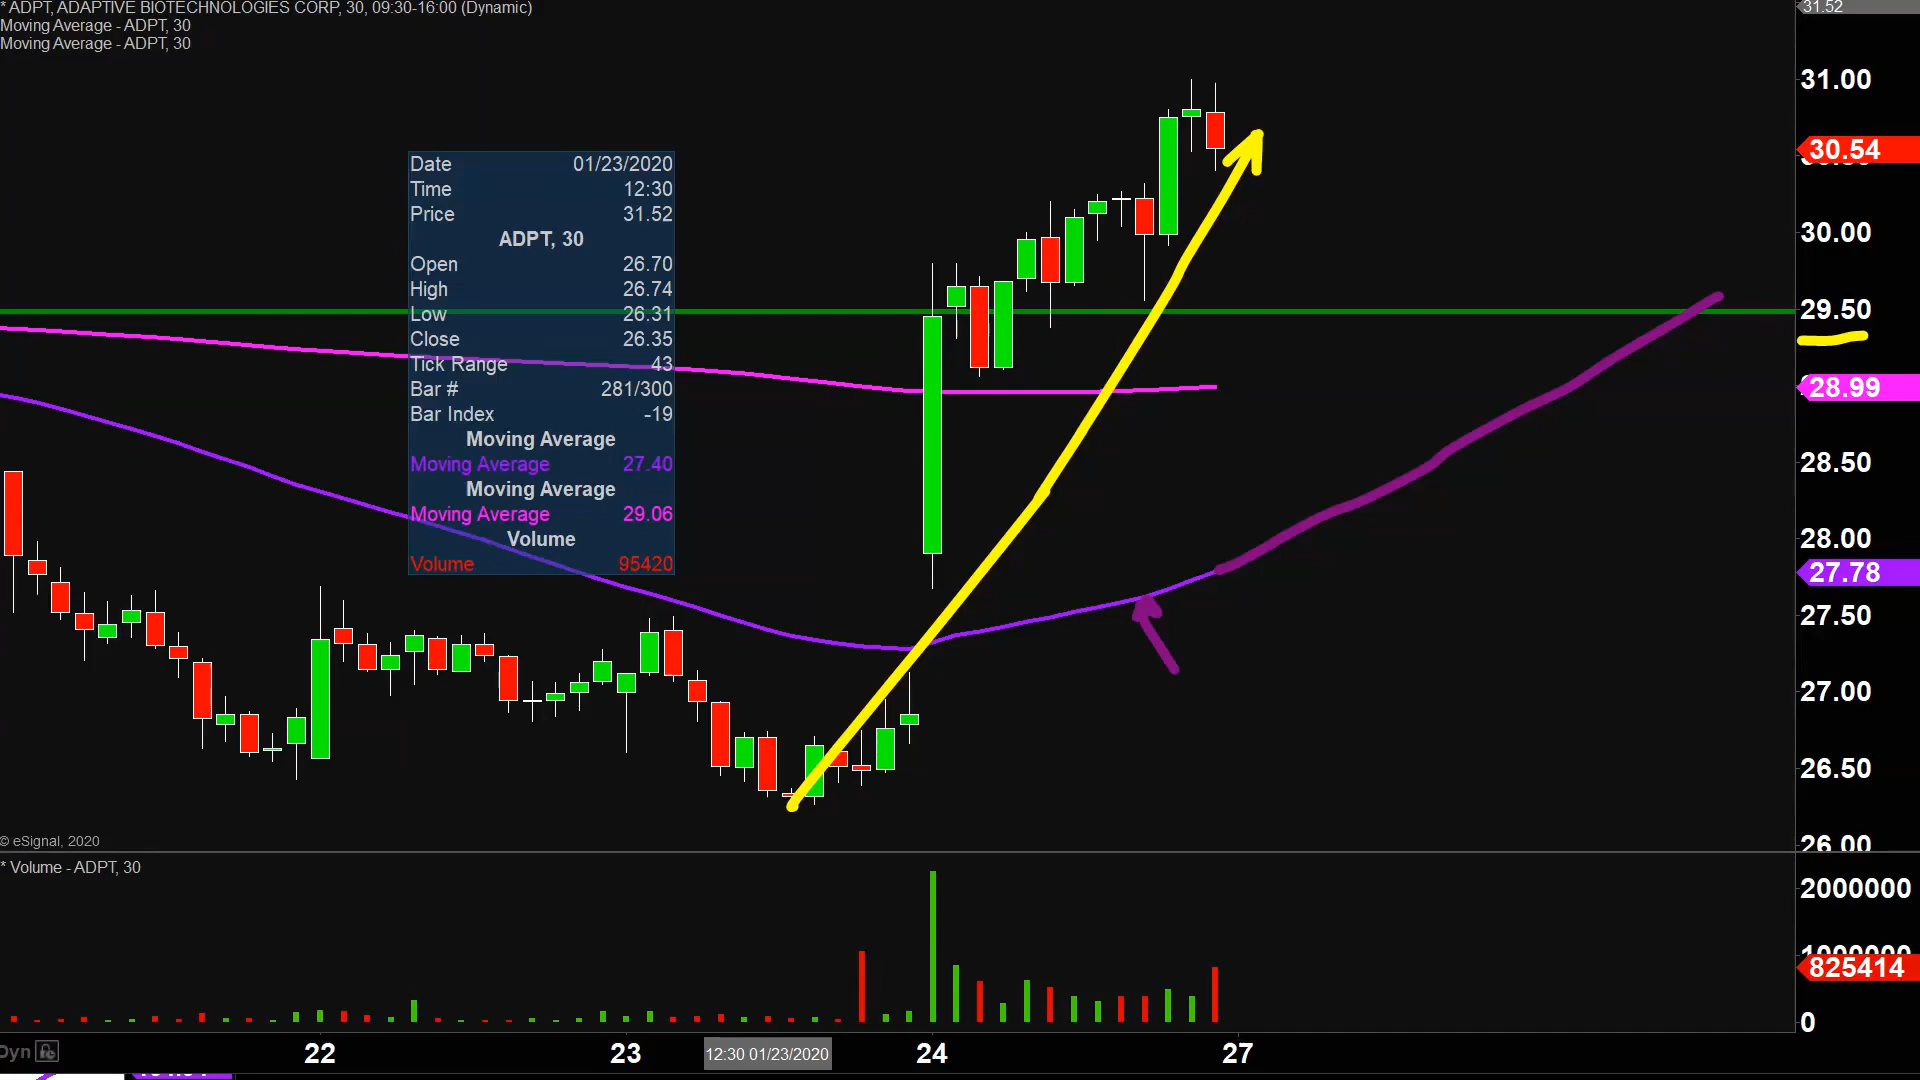 * ADPT, ADAPTIVE BIOTECHNOLOGIES CORP, 30, 09:30-16:00 (Dynamic)
Moving Average - ADPT, 30
Moving Average - ADPT, 30
31.52
31.00
30.54
30.00
29.50
28.99
28.50
28.00
27.78
27.50
27.00
26.50
26.00
Date 01/23/2020
Time 12:30
Price 31.52
ADPT, 30
Open 26.70
High 26.74
Low 26.31
Close 26.35
Tick Range 43
Bar # 281/300
Bar Index -19
Moving Average
Moving Average 27.40
Moving Average
Moving Average 29.06
Volume
Volume 95420
© eSignal, 2020
* Volume - ADPT, 30
2000000
1000000
825414
0
Dyn
22
23
12:30 01/23/2020
24
27